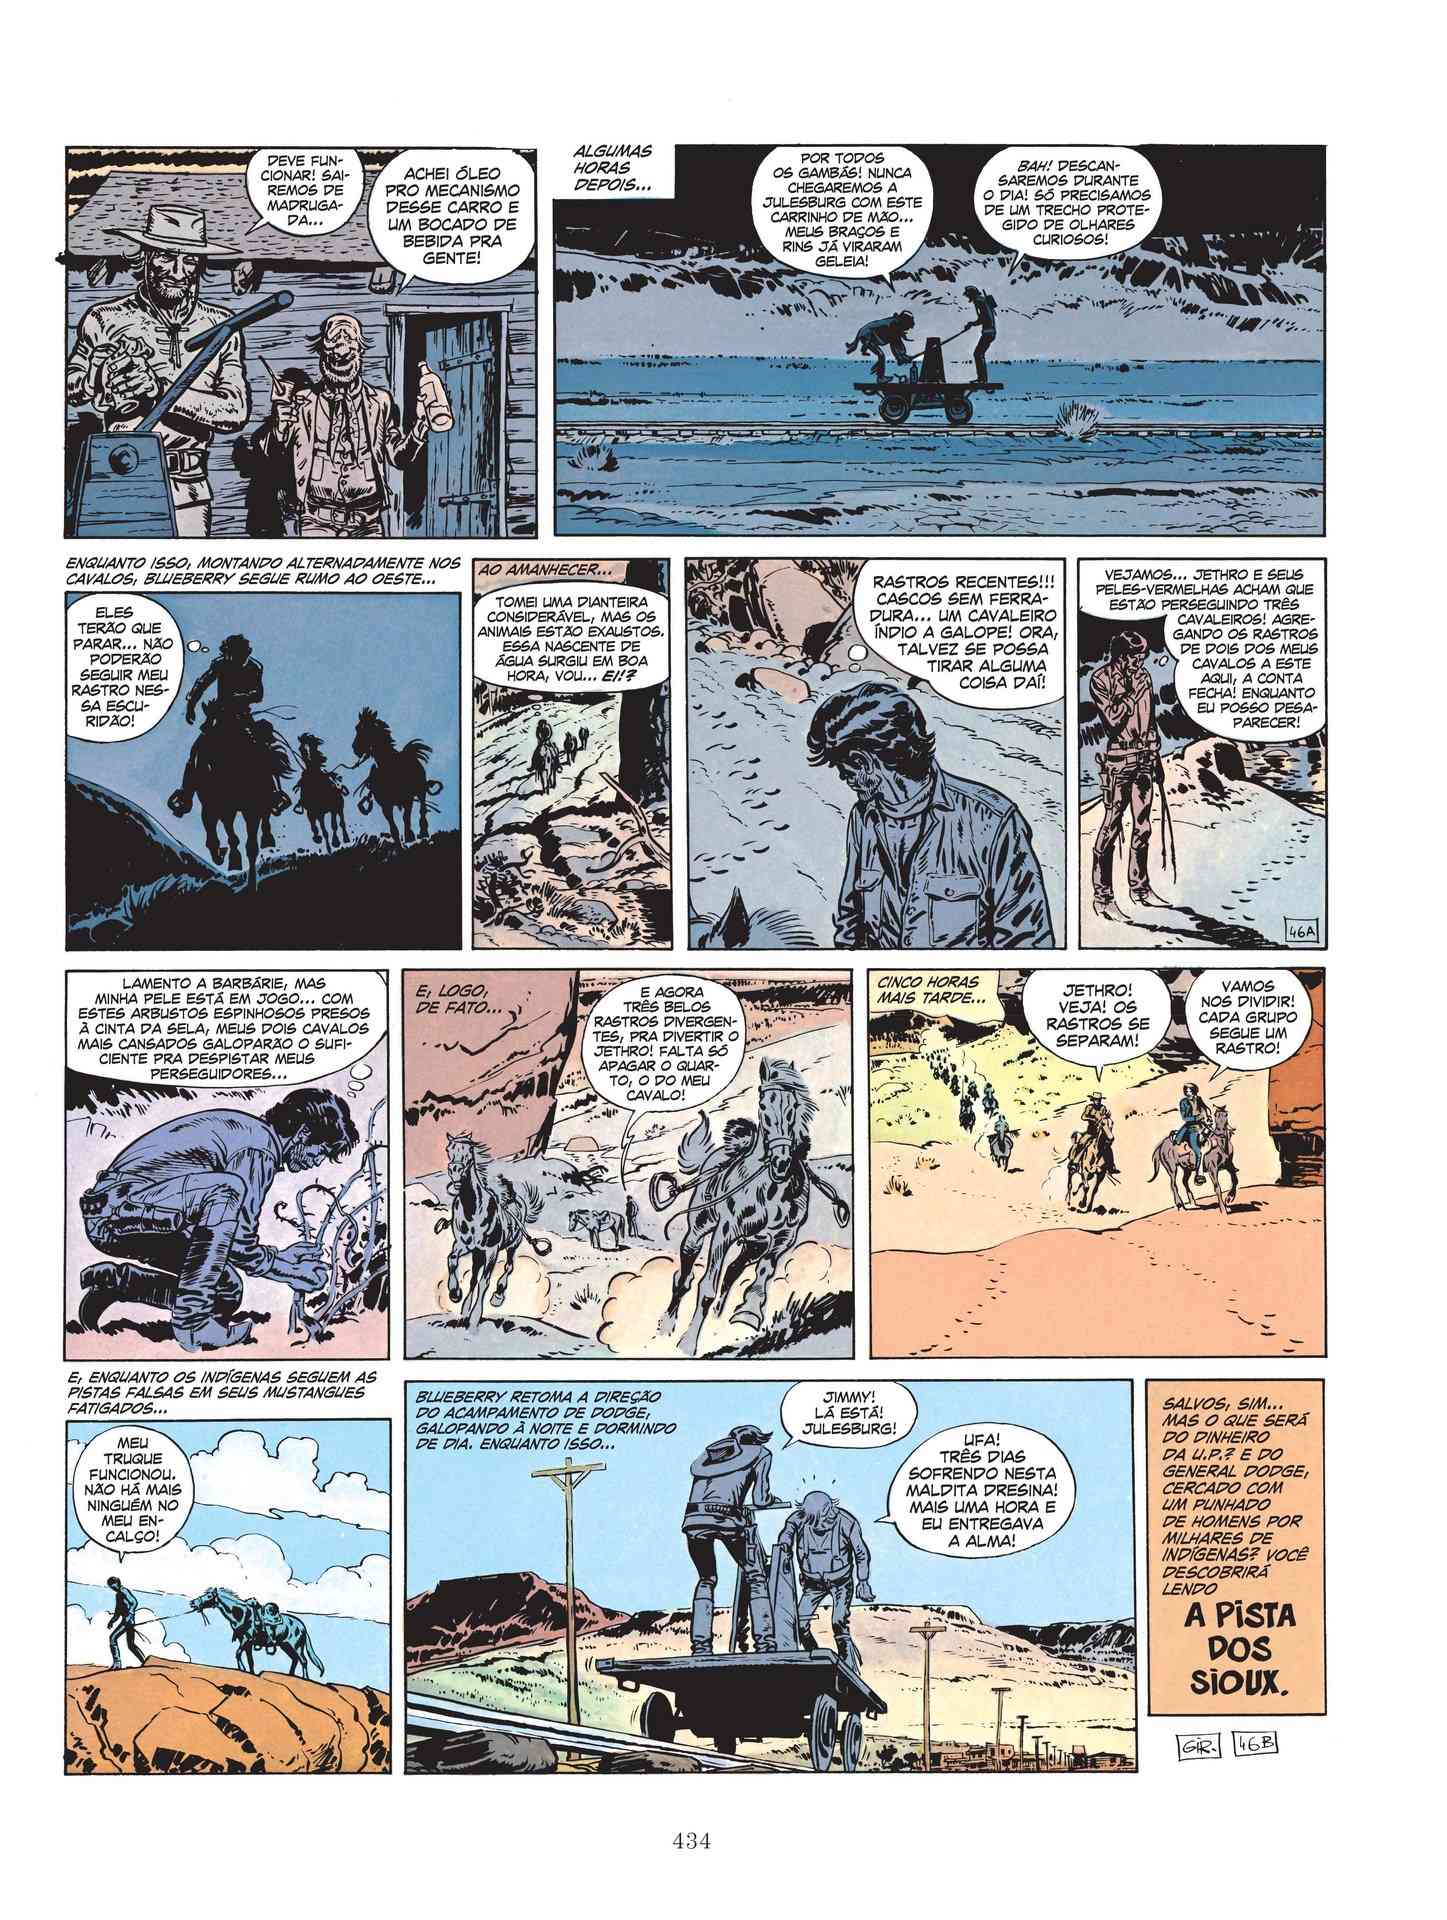 DEVE FUN-
CIONAR! SAI-
REMOS DE
MADRUGA-
DA...
ACHEI ÓLEO
PRO MECANISMO
DESSE CARRO E
UM BOCADO DE
BEBIDA PRA
GENTE!
ALGUMAS
HORAS
DEPOIS...
POR TODOS
OS GAMBÁS! NUNCA
CHEGAREMOS A
JULESBURG COM ESTE
CARRINHO DE MÃO...
MEUS BRAÇOS E
RINS JÁ VIRARAM
GELEIA!
BAH! DESCAN-
SAREMOS DURANTE
O DIA! SÓ PRECISAMOS
DE UM TRECHO PROTE-
GIDO DE OLHARES
CURIOSOS!
ENQUANTO ISSO, MONTANDO ALTERNADAMENTE NOS
CAVALOS, BLUEBERRY SEGUE RUMO AO OESTE...
ELES
TERÃO QUE
PARAR... NÃO
PODERÃO
SEGUIR MEU
RASTRO NES-
SA ESCU-
RIDÃO!
AO AMANHECER...
TOMEI UMA DIANTEIRA
CONSIDERÁVEL, MAS OS
ANIMAIS ESTÃO EXAUSTOS.
ESSA NASCENTE DE
ÁGUA SURGIU EM BOA
HORA, VOU... EI!?
RASTROS RECENTES!!!
CASCOS SEM FERRA-
DURA... UM CAVALEIRO
ÍNDIO A GALOPE! ORA,
TALVEZ SE POSSA
TIRAR ALGUMA
COISA DAÍ!
VEJAMOS... JETHRO E SEUS
PELES-VERMELHAS ACHAM QUE
ESTÃO PERSEGUINDO TRÊS
CAVALEIROS! AGRE-
GANDO OS RASTROS
DE DOIS DOS MEUS
CAVALOS A ESTE
AQUI, A CONTA
FECHA! ENQUANTO
EU POSSO DESA-
PARECER!
46A
LAMENTO A BARBÁRIE, MAS
MINHA PELE ESTÁ EM JOGO... COM
ESTES ARBUSTOS ESPINHOSOS PRESOS
À CINTA DA SELA, MEUS DOIS CAVALOS
MAIS CANSADOS GALOPARÃO O SUFI-
CIENTE PRA DESPISTAR MEUS
PERSEGUIDORES...
E, LOGO,
DE FATO...
E AGORA
TRÊS BELOS
RASTROS DIVERGEN-
TES, PRA DIVERTIR O
JETHRO! FALTA SÓ
APAGAR O QUAR-
TO, O DO MEU
CAVALO!
CINCO HORAS
MAIS TARDE...
JETHRO!
VEJA! OS
RASTROS SE
SEPARAM!
VAMOS
NOS DIVIDIR!
CADA GRUPO
SEGUE UM
RASTRO!
E, ENQUANTO OS INDÍGENAS SEGUEM AS
PISTAS FALSAS EM SEUS MUSTANGUES
FATIGADOS...
MEU
TRUQUE
FUNCIONOU.
NÃO HÁ MAIS
NINGUÉM NO
MEU EN-
CALÇO!
BLUEBERRY RETOMA A DIREÇÃO
DO ACAMPAMENTO DE DODGE,
GALOPANDO À NOITE E DORMINDO
DE DIA. ENQUANTO ISSO...
JIMMY!
LÁ ESTÁ!
JULESBURG!
UFA!
TRÊS DIAS
SOFRENDO NESTA
MALDITA DRESINA!
MAIS UMA HORA E
EU ENTREGAVA
A ALMA!
SALVOS, SIM...
MAS O QUE SERÁ
DO DINHEIRO
DA U.P.? E DO
GENERAL DODGE,
CERCADO COM
UM PUNHADO
DE HOMENS POR
MILHARES DE
INDÍGENAS? VOCÊ
DESCOBRIRÁ
LENDO
A PISTA
DOS
SIOUX.
GIR. 46B
434